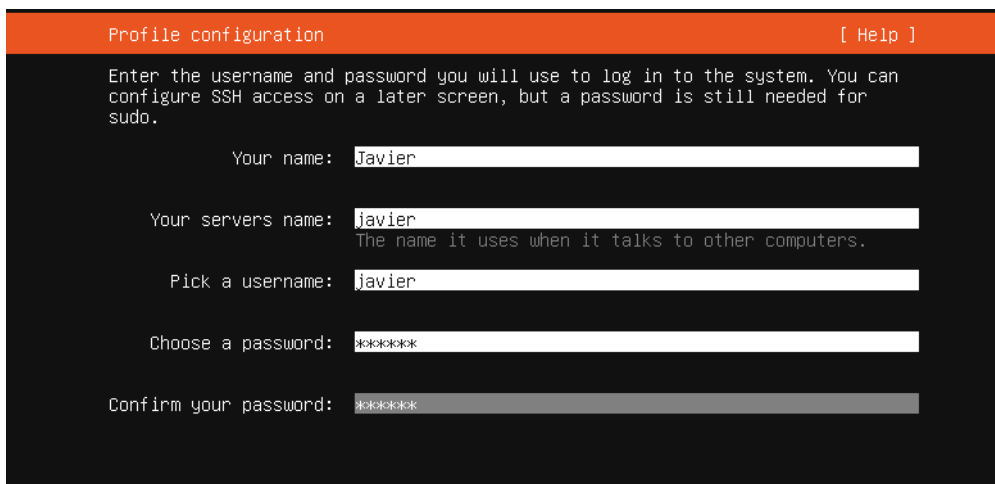 Profile configuration [ Help ]
Enter the username and password you will use to log in to the system. You can
configure SSH access on a later screen, but a password is still needed for
sudo.
Your name: Javier
Your servers name: javier
The name it uses when it talks to other computers.
Pick a username: javier
Choose a password: ******
Confirm your password: ******